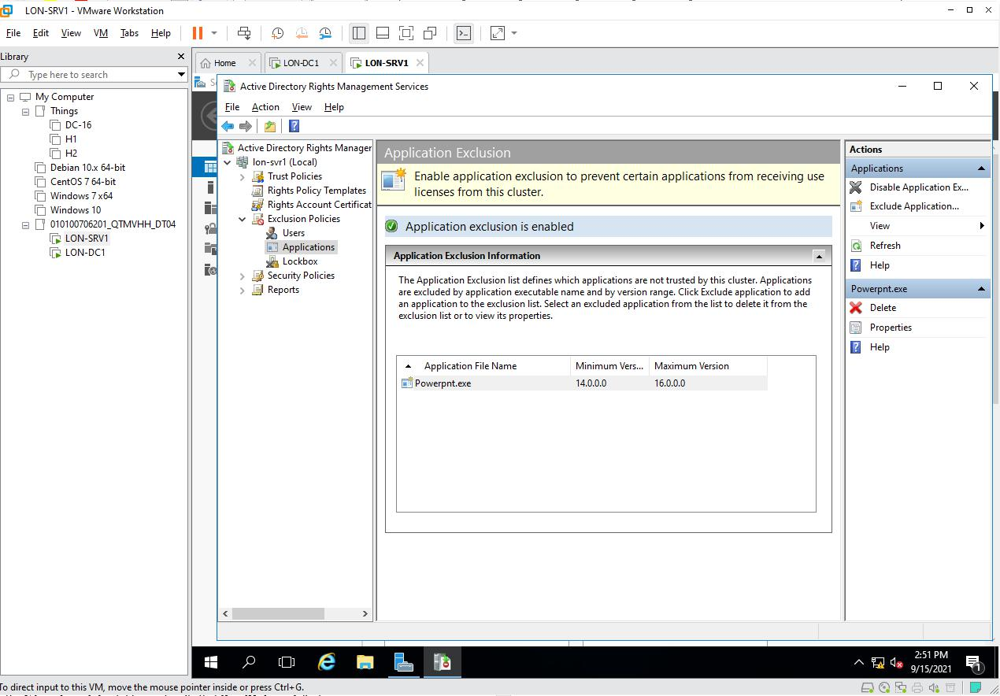 LON-SRV1 - VMware Workstation
File Edit View VM Tabs Help
Library
Type here to search
My Computer
Things
DC-16
H1
H2
Debian 10.x 64-bit
CentOS 7 64-bit
Windows 7 x64
Windows 10
010100706201_QTMVHH_DT04
LON-SRV1
LON-DC1
Home LON-DC1 LON-SRV1
Active Directory Rights Management Services
File Action View Help
Active Directory Rights Manager
lon-svr1 (Local)
Trust Policies
Rights Policy Templates
Rights Account Certificat
Exclusion Policies
Users
Applications
Lockbox
Security Policies
Reports
Application Exclusion
Enable application exclusion to prevent certain applications from receiving use
licenses from this cluster.
Application exclusion is enabled
Application Exclusion Information
The Application Exclusion list defines which applications are not trusted by this cluster. Applications
are excluded by application executable name and by version range. Click Exclude application to add
an application to the exclusion list. Select an excluded application from the list to delete it from the
exclusion list or to view its properties.
Application File Name Minimum Vers... Maximum Version
Powerpnt.exe 14.0.0.0 16.0.0.0
Actions
Applications
Disable Application Ex...
Exclude Application...
View
Refresh
Help
Powerpnt.exe
Delete
Properties
Help
2:51 PM
9/15/2021
1
To direct input to this VM, move the mouse pointer inside or press Ctrl+G.